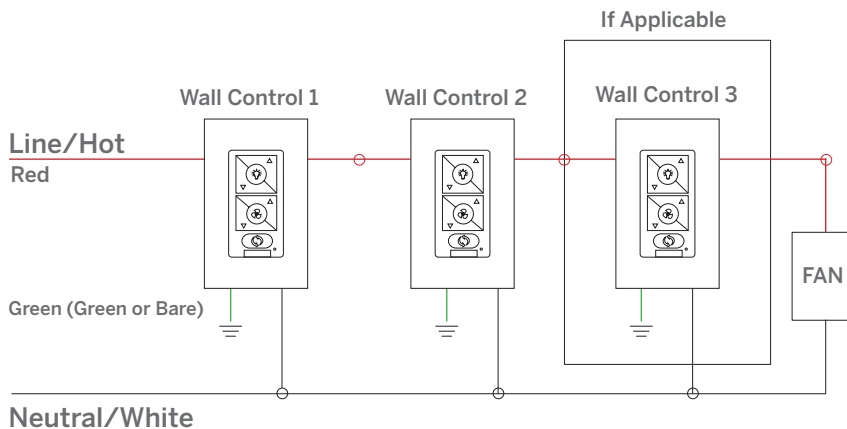 If Applicable
Wall Control 1
Wall Control 2
Wall Control 3
Line/Hot
Red
FAN
Green (Green or Bare)
Neutral/White